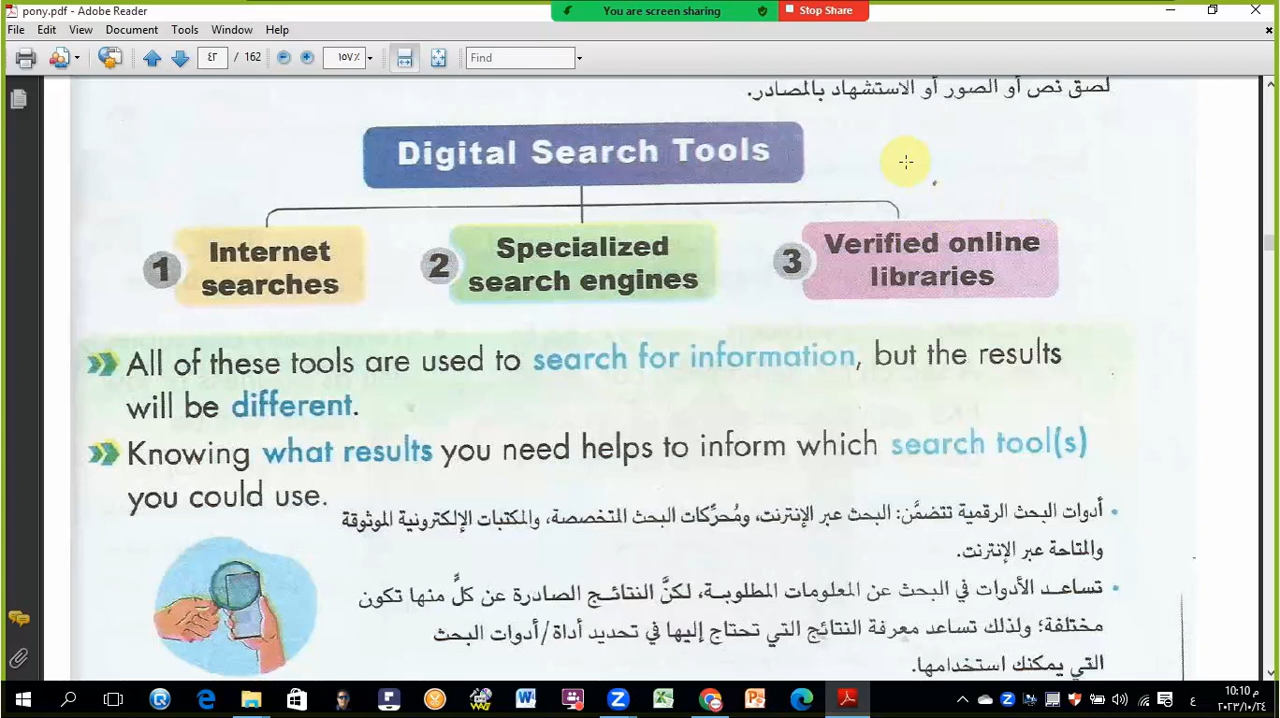 pony.pdf - Adobe Reader
You are screen sharing
Stop Share
File Edit View Document Tools Window Help
٤٣ / 162
١٥٧٪
Find
لصق نص أو الصور أو الاستشهاد بالمصادر.
Digital Search Tools
1 Internet searches
2 Specialized search engines
3 Verified online libraries
All of these tools are used to search for information, but the results
will be different.
Knowing what results you need helps to inform which search tool(s)
you could use.
• أدوات البحث الرقمية تتضمَّن: البحث عبر الإنترنت، ومُحرِّكات البحث المتخصصة، والمكتبات الإلكترونية الموثوقة
والمتاحة عبر الإنترنت.
• تساعد الأدوات في البحث عن المعلومات المطلوبة، لكنَّ النتائج الصادرة عن كلٍّ منها تكون
مختلفة؛ ولذلك تساعد معرفة النتائج التي تحتاج إليها في تحديد أداة/أدوات البحث
التي يمكنك استخدامها.
ع
10:10 م
٢٠٢٣/١٠/٢٤